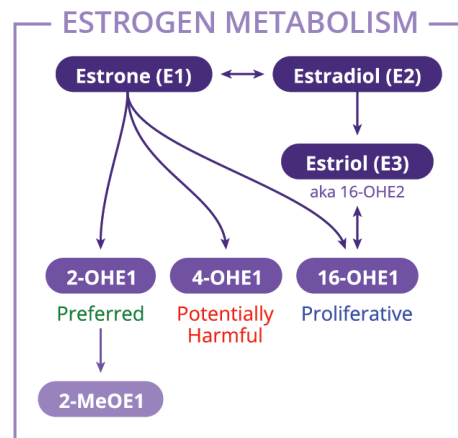 ESTROGEN METABOLISM
Estrone (E1)
Estradiol (E2)
Estriol (E3)
aka 16-OHE2
2-OHE1
4-OHE1
16-OHE1
Preferred
Potentially
Harmful
Proliferative
2-MeOE1